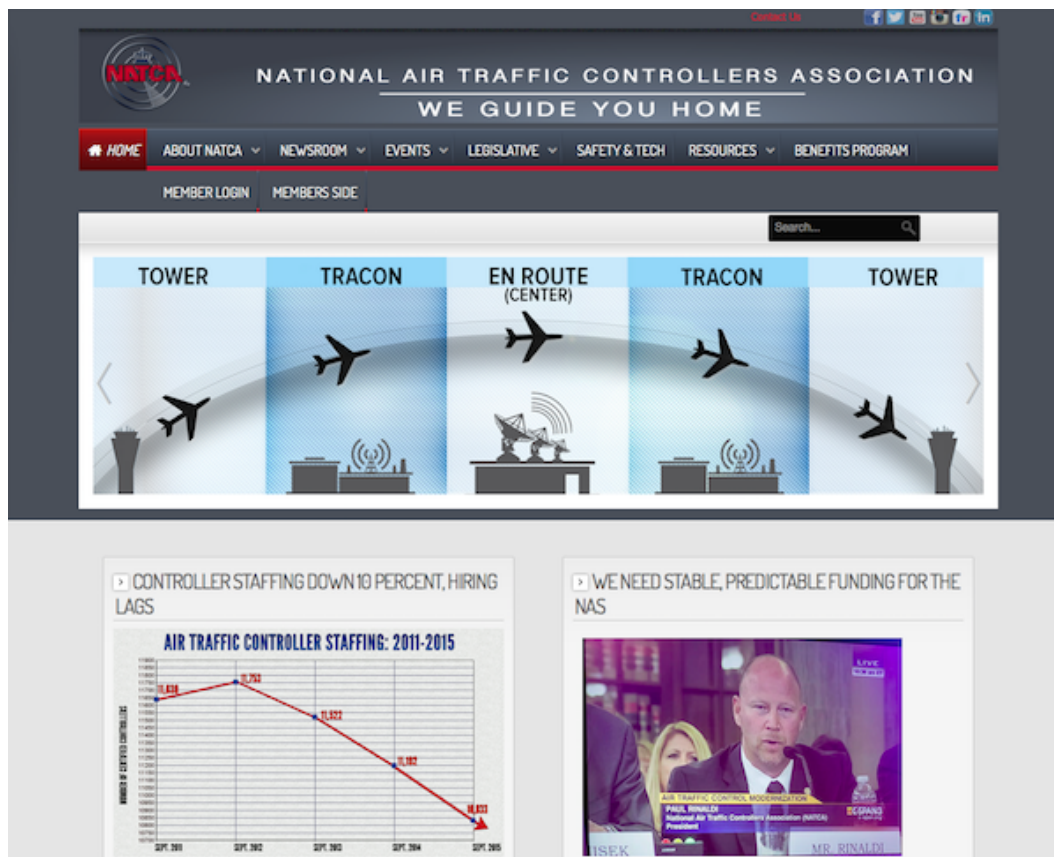 Contact Us
NATCA
NATIONAL AIR TRAFFIC CONTROLLERS ASSOCIATION
WE GUIDE YOU HOME
HOME ABOUT NATCA NEWSROOM EVENTS LEGISLATIVE SAFETY & TECH RESOURCES BENEFITS PROGRAM
MEMBER LOGIN MEMBERS SIDE
Search...
TOWER TRACON EN ROUTE TRACON TOWER
(CENTER)
CONTROLLER STAFFING DOWN 10 PERCENT, HIRING
LAGS
AIR TRAFFIC CONTROLLER STAFFING: 2011-2015
11,753
11,522
SEPT. 2011 SEPT. 2012 SEPT. 2013 SEPT. 2014 SEPT. 2015
WE NEED STABLE, PREDICTABLE FUNDING FOR THE
NAS
LIVE
AIR TRAFFIC CONTROL MODERNIZATION
PAUL RINALDI
National Air Traffic Controllers Association (NATCA)
President
ISEK
MR. RINALDI